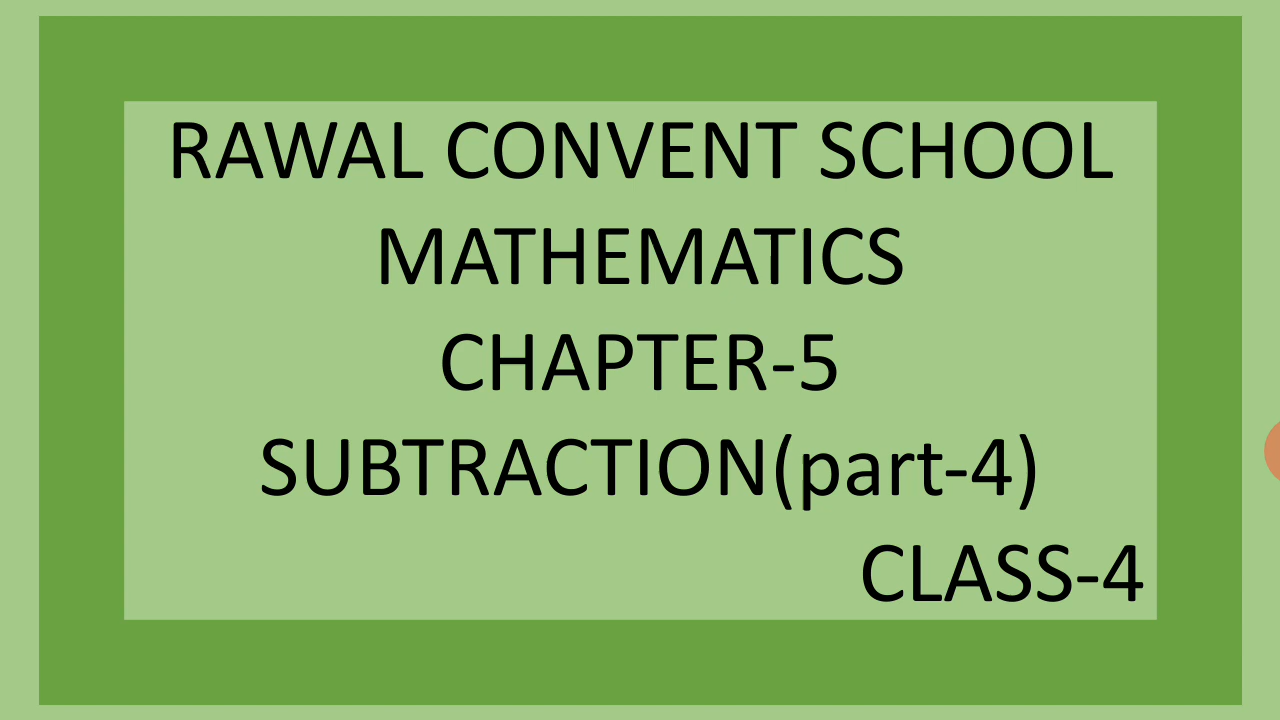 RAWAL CONVENT SCHOOL
MATHEMATICS
CHAPTER-5
SUBTRACTION(part-4)
CLASS-4